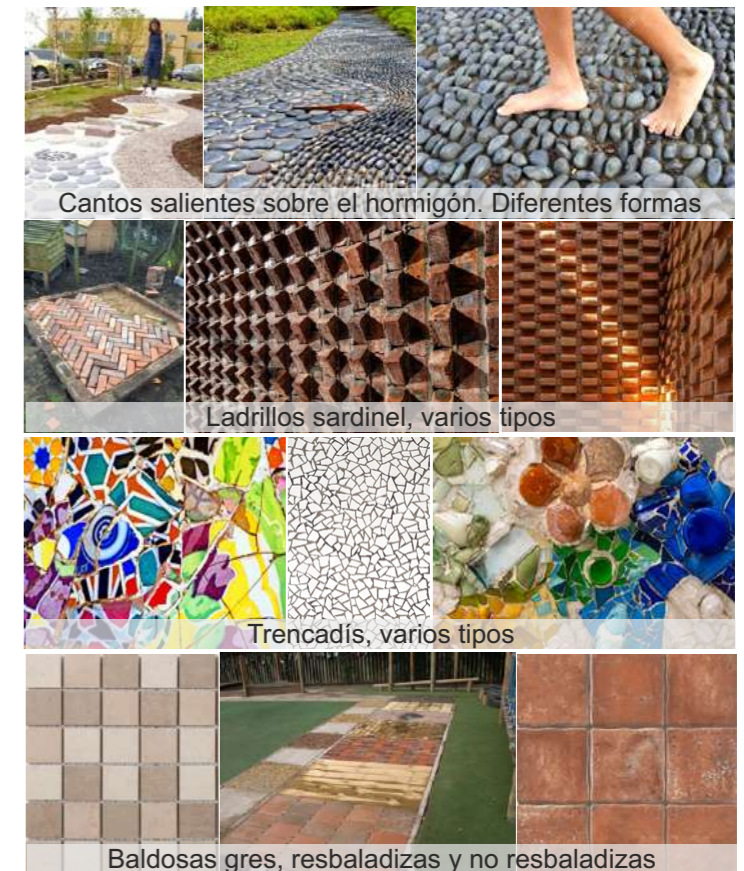 Cantos salientes sobre el hormigón. Diferentes formas
Ladrillos sardinel, varios tipos
Trencadís, varios tipos
Baldosas gres, resbaladizas y no resbaladizas